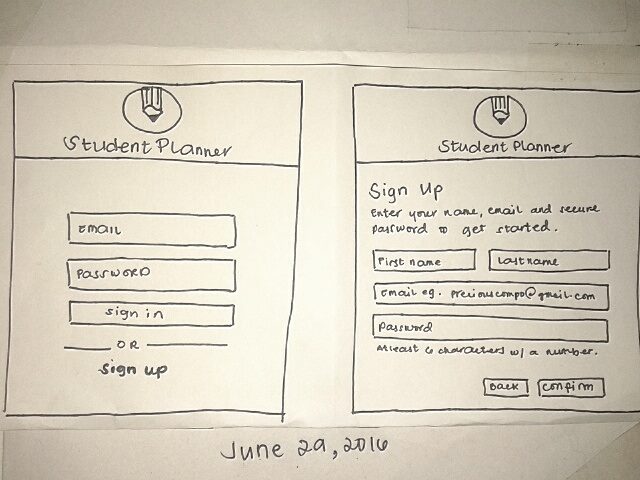 Student Planner
EMAIL
PASSWORD
sign in
OR
sign up
Student Planner
Sign Up
Enter your name, email and secure
password to get started.
First name
Last name
Email eg. preciouscompo@gmail.com
Password
Atleast 6 characters w/ a number.
Back
confirm
June 29, 2016